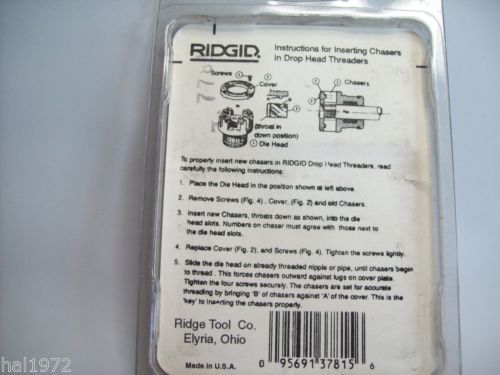 RIDGID
Instructions for Inserting Chasers
In Drop Head Threaders
Screws
Cover
Chasers
(throat in
down position)
Die Head
To properly insert new chasers in RIDGID Drop Head Threaders, read
carefully the following instructions:
1. Place the Die Head in the position shown at left above.
2. Remove Screws (Fig. 4), Cover, (Fig. 2) and old Chasers.
3. Insert new Chasers, throats down as shown, into the die
head slots. Numbers on chaser must agree with those next to
the die head slots.
4. Replace Cover (Fig. 2), and Screws (Fig. 4). Tighten the screws lightly.
5. Slide the die head on already threaded nipple or pipe, until chasers begin
to thread. This forces chasers outward against lugs on cover plate.
Tighten the four screws securely. The chasers are set for accurate
threading by bringing 'B' of chasers against 'A' of the cover. This is the
'key' to inserting the chasers properly.
Ridge Tool Co.
Elyria, Ohio
Made in U.S.A.
0 95691 37815 6
hal1972